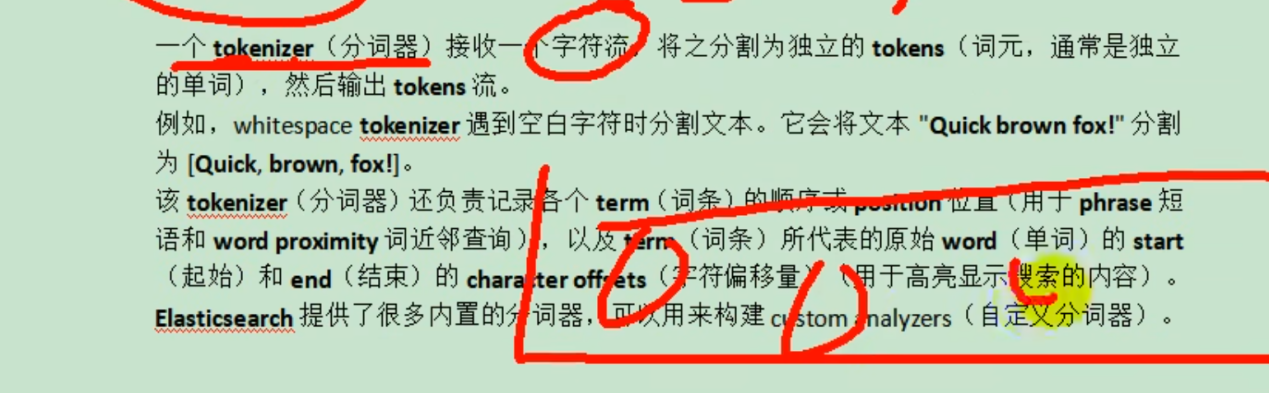 一个 tokenizer（分词器）接收一个字符流，将之分割为独立的 tokens（词元，通常是独立
的单词），然后输出 tokens 流。
例如，whitespace tokenizer 遇到空白字符时分割文本。它会将文本 "Quick brown fox!" 分割
为 [Quick, brown, fox!]。
该 tokenizer（分词器）还负责记录各个 term（词条）的顺序或 position 位置（用于 phrase 短
语和 word proximity 词近邻查询），以及 term（词条）所代表的原始 word（单词）的 start
（起始）和 end（结束）的 character offsets（字符偏移量）（用于高亮显示搜索的内容）。
Elasticsearch 提供了很多内置的分词器，可以用来构建 custom analyzers（自定义分词器）。